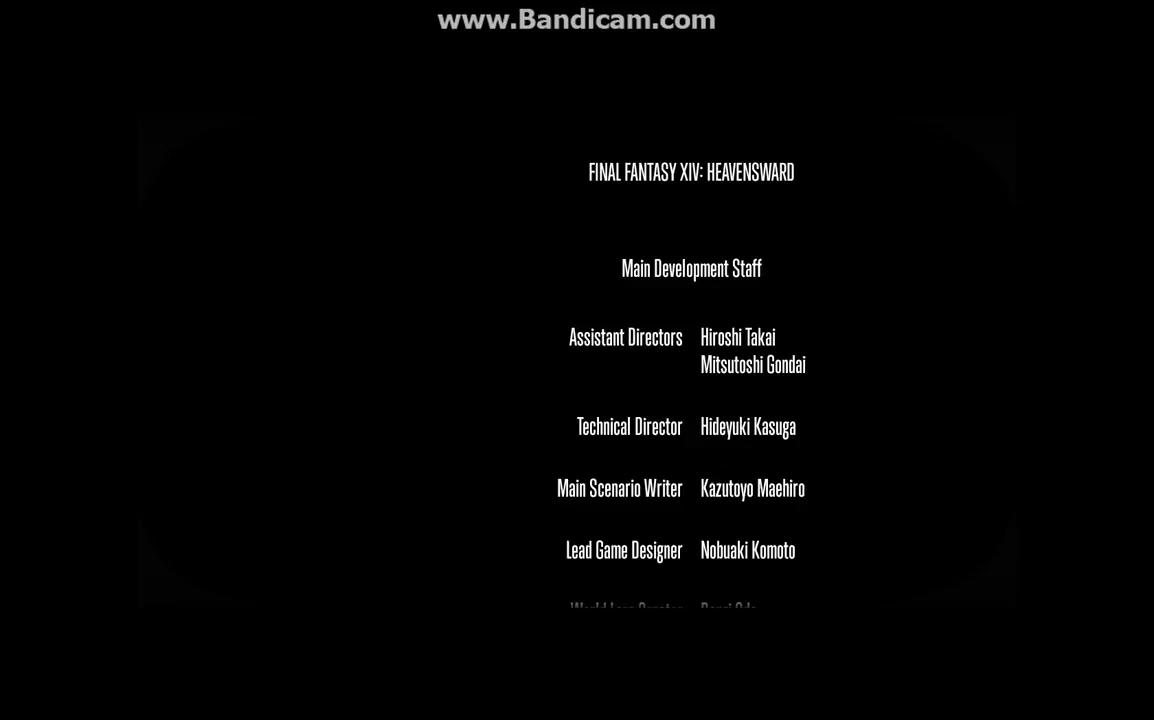 www.Bandicam.com
FINAL FANTASY XIV: HEAVENSWARD
Main Development Staff
Assistant Directors Hiroshi Takai
Mitsutoshi Gondai
Technical Director Hideyuki Kasuga
Main Scenario Writer Kazutoyo Maehiro
Lead Game Designer Nobuaki Komoto